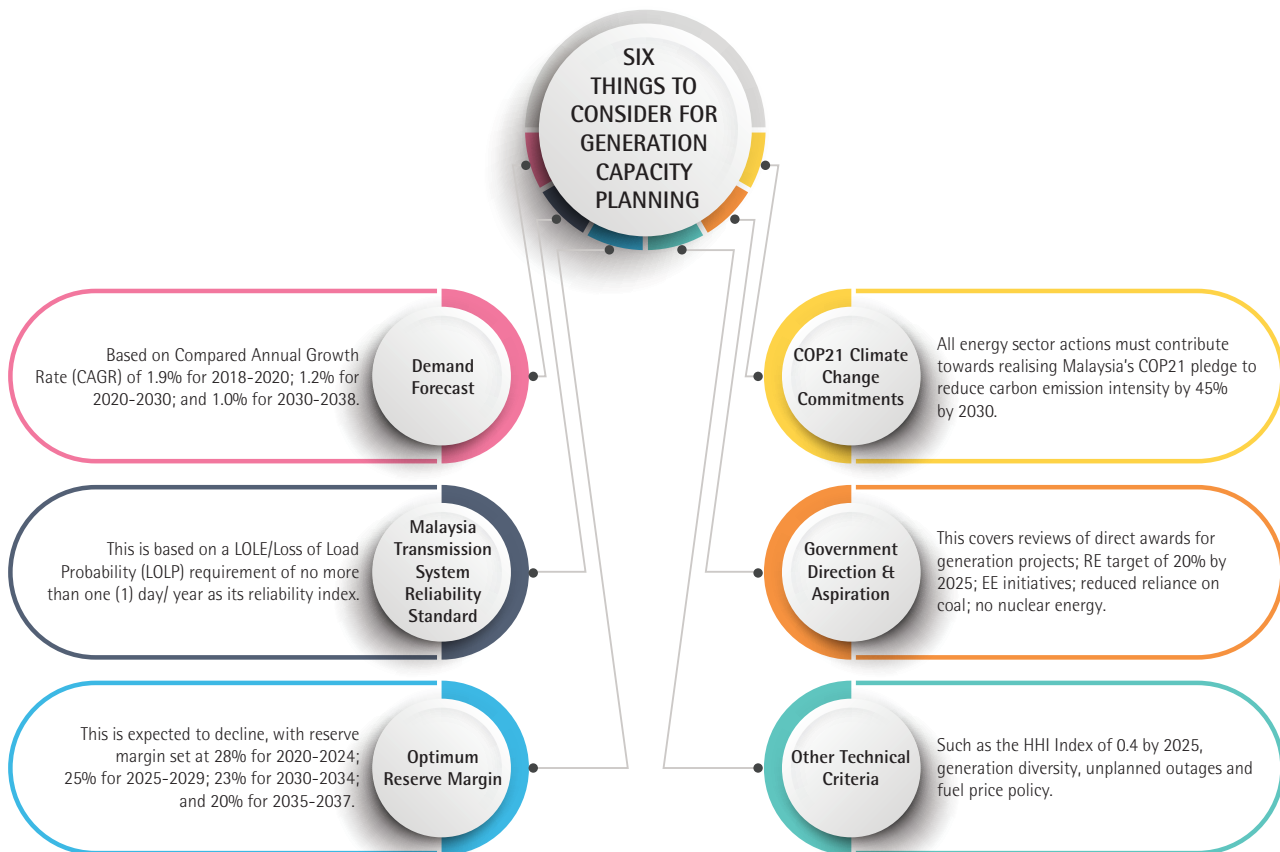 SIX
THINGS TO
CONSIDER FOR
GENERATION
CAPACITY
PLANNING
Based on Compared Annual Growth
Rate (CAGR) of 1.9% for 2018-2020; 1.2% for
2020-2030; and 1.0% for 2030-2038.
Demand
Forecast
This is based on a LOLE/Loss of Load
Probability (LOLP) requirement of no more
than one (1) day/ year as its reliability index.
Malaysia
Transmission
System
Reliability
Standard
This is expected to decline, with reserve
margin set at 28% for 2020-2024;
25% for 2025-2029; 23% for 2030-2034;
and 20% for 2035-2037.
Optimum
Reserve Margin
COP21 Climate
Change
Commitments
All energy sector actions must contribute
towards realising Malaysia's COP21 pledge to
reduce carbon emission intensity by 45%
by 2030.
Government
Direction &
Aspiration
This covers reviews of direct awards for
generation projects; RE target of 20% by
2025; EE initiatives; reduced reliance on
coal; no nuclear energy.
Other Technical
Criteria
Such as the HHI Index of 0.4 by 2025,
generation diversity, unplanned outages and
fuel price policy.